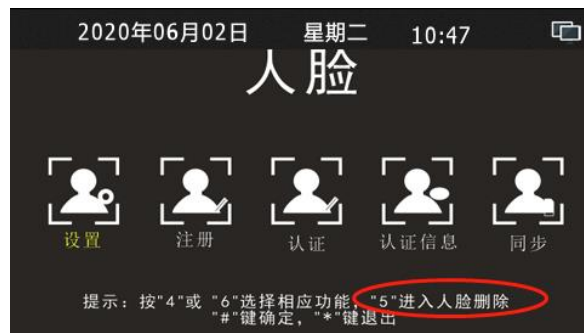 2020年06月02日 星期二 10:47
人脸
设置 注册 认证 认证信息 同步
提示：按"4"或 "6"选择相应功能，"5"进入人脸删除
"#"键确定，"*"键退出